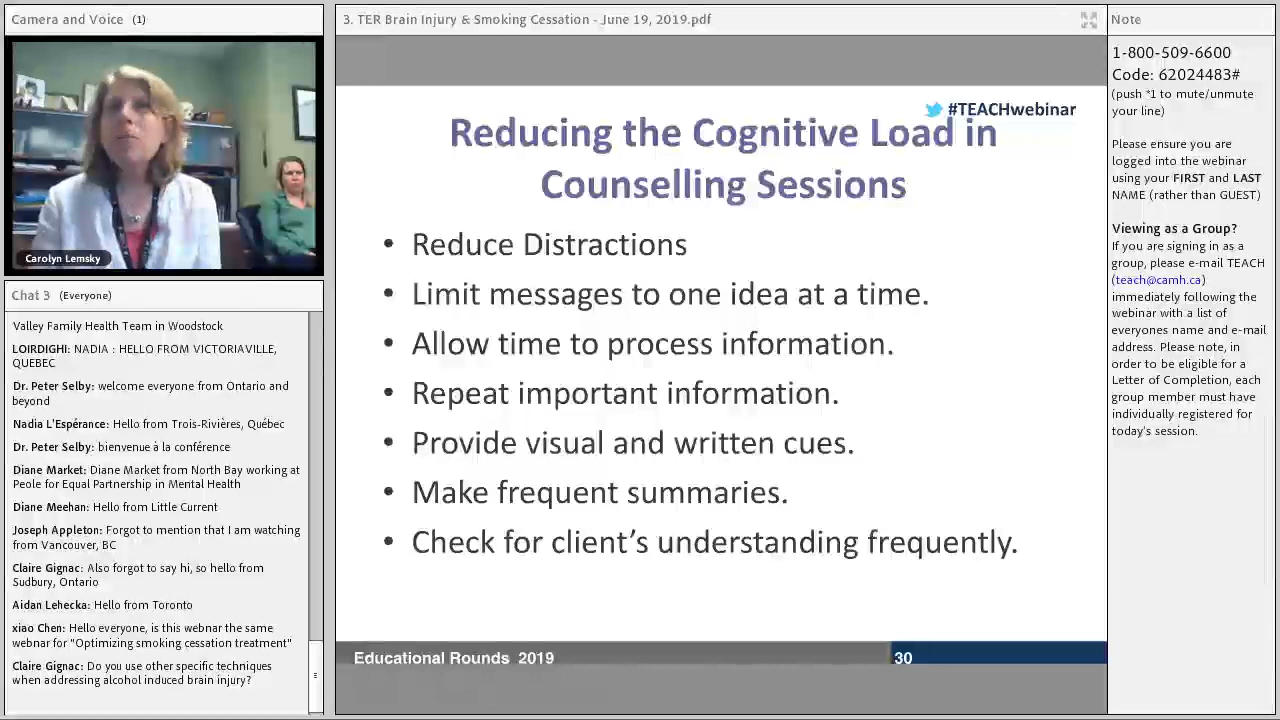 Camera and Voice (1)
Carolyn Lemsky
Chat 3 (Everyone)
Valley Family Health Team in Woodstock
LOIRDIGHI: NADIA : HELLO FROM VICTORIAVILLE,
QUEBEC
Dr. Peter Selby: welcome everyone from Ontario and
beyond
Nadia L'Espérance: Hello from Trois-Rivières, Québec
Dr. Peter Selby: bienvenue à la conférence
Diane Market: Diane Market from North Bay working at
Peole for Equal Partnership in Mental Health
Diane Meehan: Hello from Little Current
Joseph Appleton: Forgot to mention that I am watching
from Vancouver, BC
Claire Gignac: Also forgot to say hi, so hello from
Sudbury, Ontario
Aidan Lehecka: Hello from Toronto
xiao Chen: Hello everyone, is this webnar the same
webnar for "Optimizing smoking cessation treatment"
Claire Gignac: Do you use other specific techniques
when addressing alcohol induced brain injury?
3. TER Brain Injury & Smoking Cessation - June 19, 2019.pdf
#TEACHwebinar
Reducing the Cognitive Load in
Counselling Sessions
• Reduce Distractions
• Limit messages to one idea at a time.
• Allow time to process information.
• Repeat important information.
• Provide visual and written cues.
• Make frequent summaries.
• Check for client’s understanding frequently.
Educational Rounds 2019
30
Note
1-800-509-6600
Code: 62024483#
(push *1 to mute/unmute
your line)
Please ensure you are
logged into the webinar
using your FIRST and LAST
NAME (rather than GUEST)
Viewing as a Group?
If you are signing in as a
group, please e-mail TEACH
(teach@camh.ca)
immediately following the
webinar with a list of
everyones name and e-mail
address. Please note, in
order to be eligible for a
Letter of Completion, each
group member must have
individually registered for
today's session.